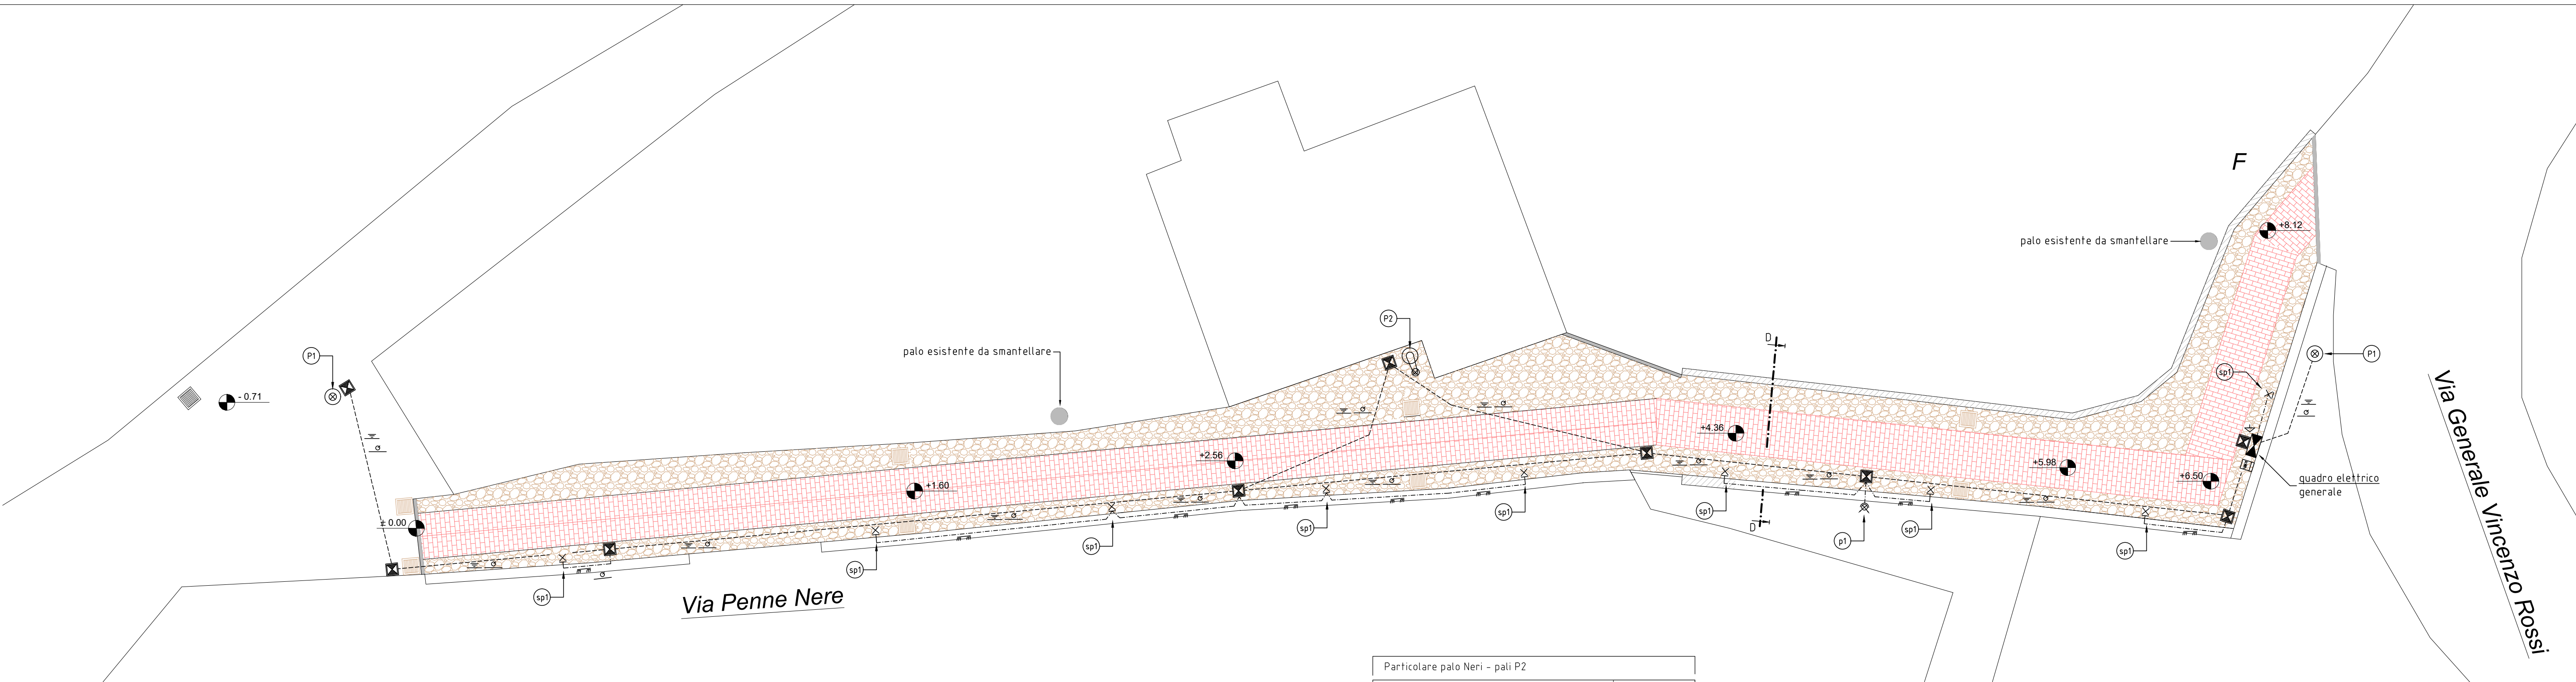 F
+8.12
palo esistente da smantellare
P2
D
palo esistente da smantellare
P1
P1
sp1
- 0.71
+4.36
+2.56
+5.98
+6.50
quadro elettrico
generale
+1.60
± 0.00
D
sp1
sp1
sp1
sp1
p1
sp1
sp1
sp1
sp1
Via Penne Nere
Via Generale Vincenzo Rossi
Particolare palo Neri - pali P2